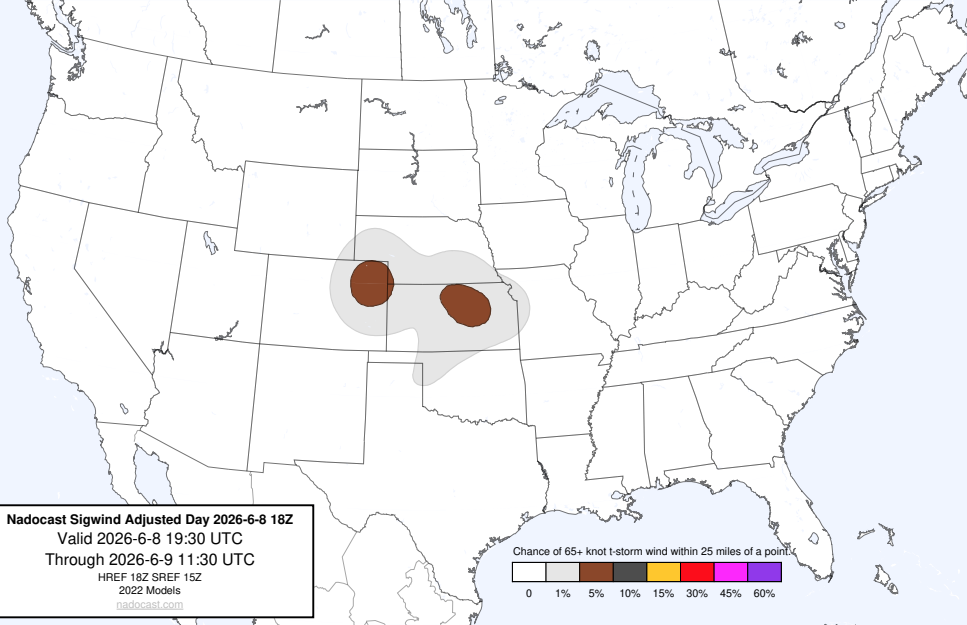 Nadocast Sigwind Adjusted Day 2026-6-8 18Z
Valid 2026-6-8 19:30 UTC
Through 2026-6-9 11:30 UTC
HREF 18Z SREF 15Z
2022 Models
nadocast.com
Chance of 65+ knot t-storm wind within 25 miles of a point.
0 1% 5% 10% 15% 30% 45% 60%